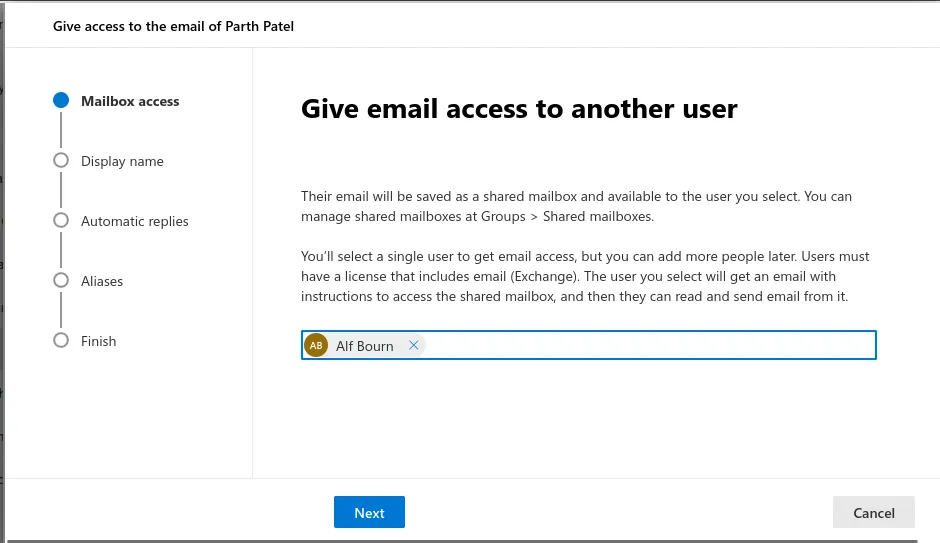 Give access to the email of Parth Patel
Mailbox access
Display name
Automatic replies
Aliases
Finish
Give email access to another user
Their email will be saved as a shared mailbox and available to the user you select. You can
manage shared mailboxes at Groups > Shared mailboxes.
You’ll select a single user to get email access, but you can add more people later. Users must
have a license that includes email (Exchange). The user you select will get an email with
instructions to access the shared mailbox, and then they can read and send email from it.
AB Alf Bourn
Next
Cancel